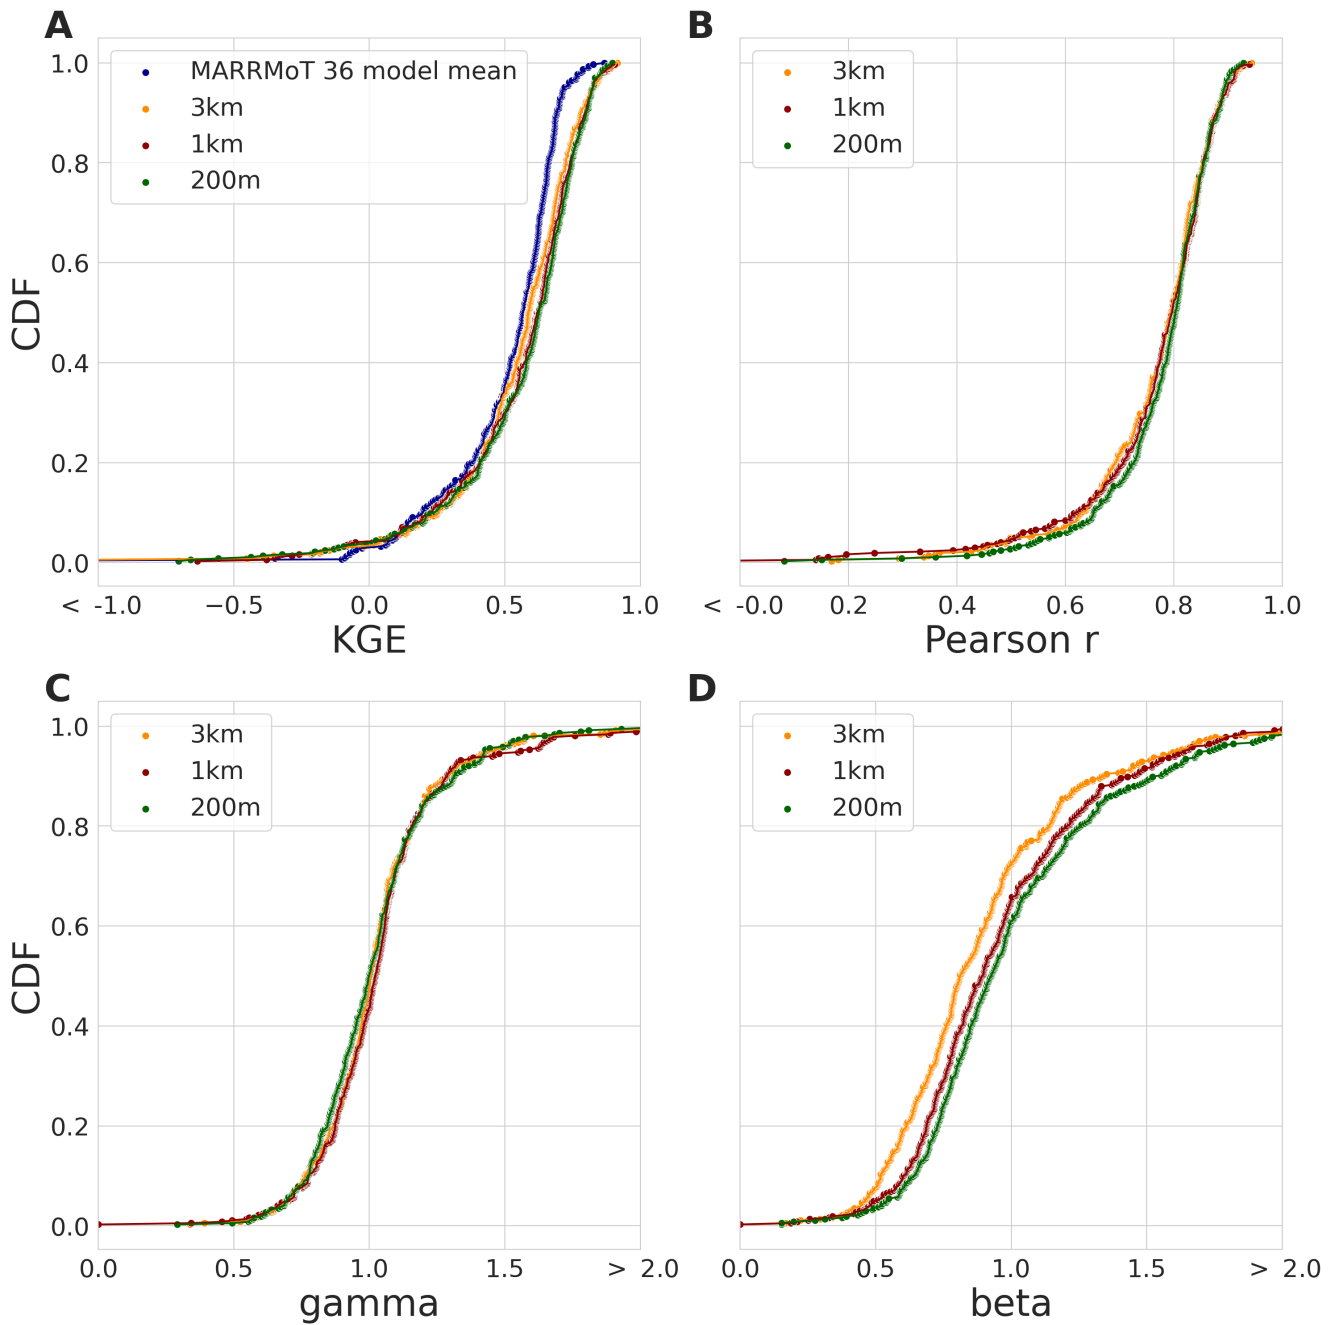 A
B
1.0
0.8
0.6
0.4
0.2
0.0
CDF
MARRMoT 36 model mean
3km
1km
200m
< -1.0
−0.5
0.0
0.5
1.0
KGE
3km
1km
200m
< -0.0
0.2
0.4
0.6
0.8
1.0
Pearson r
C
D
1.0
0.8
0.6
0.4
0.2
0.0
CDF
3km
1km
200m
0.0
0.5
1.0
1.5
> 2.0
gamma
3km
1km
200m
0.0
0.5
1.0
1.5
> 2.0
beta